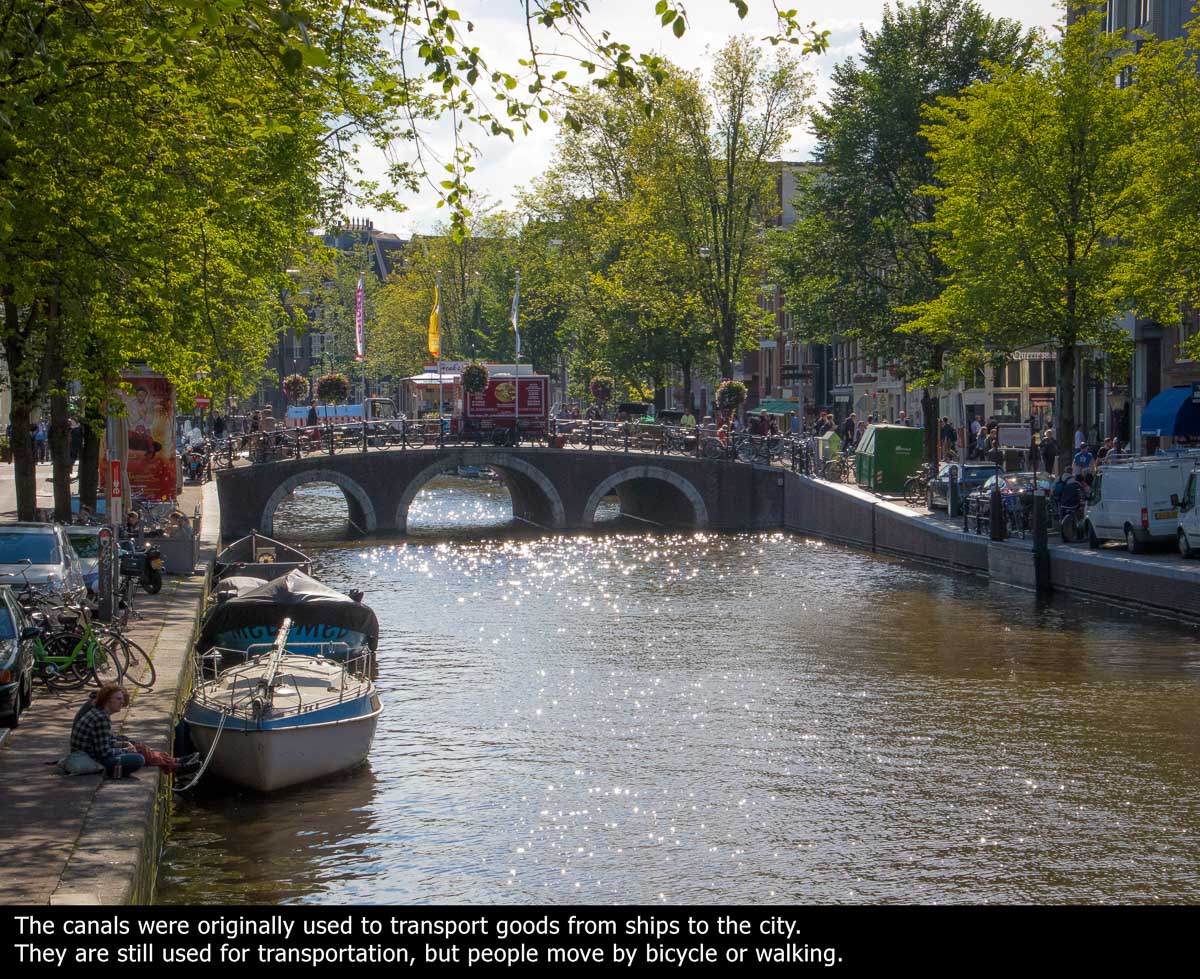 The canals were originally used to transport goods from ships to the city.
They are still used for transportation, but people move by bicycle or walking.